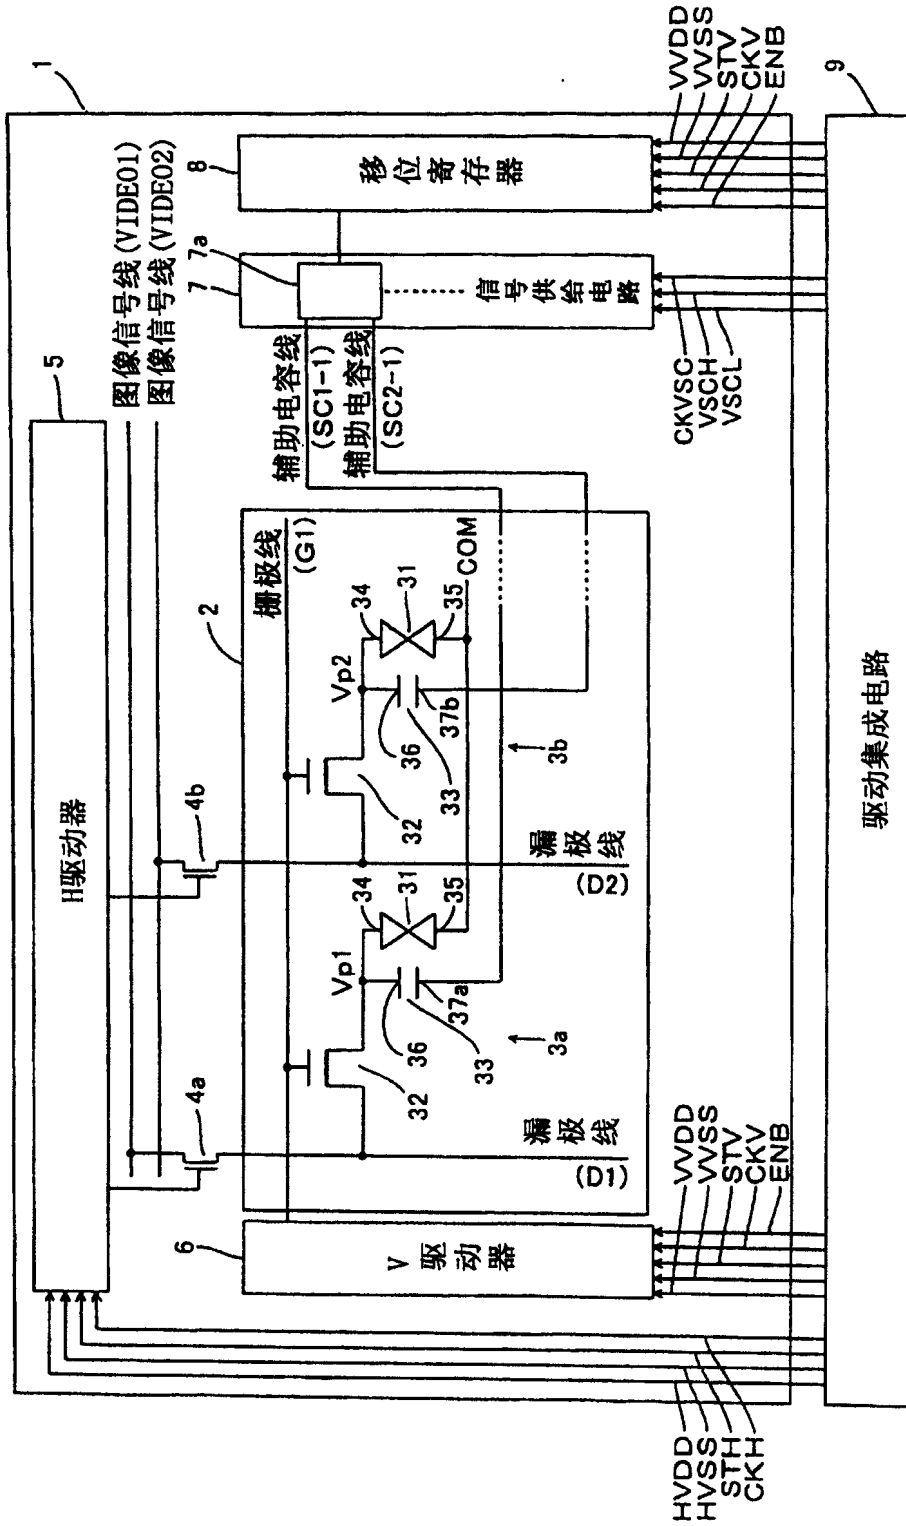 1
5
H驱动器
图像信号线(VIDEO1)
图像信号线(VIDEO2)
4a
4b
6
V 驱动器
2
栅极线
(G1)
Vp1
Vp2
32
32
36
33
37a
34
31
35
36
33
37b
34
31
35
COM
3a
3b
漏极线
(D1)
漏极线
(D2)
辅助电容线
(SC1-1)
辅助电容线
(SC2-1)
7
7a
信号供给电路
8
移位寄存器
HVDD
HVSS
STH
CKH
VVDD
VVSS
STV
CKV
ENB
CKVSC
VSCH
VSCL
VVDD
VVSS
STV
CKV
ENB
9
驱动集成电路